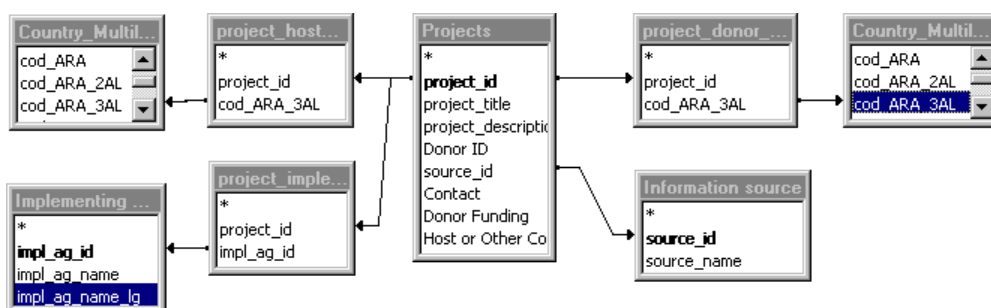 Country_Multil...
cod_ARA
cod_ARA_2AL
cod_ARA_3AL
project_host...
*
project_id
cod_ARA_3AL
Projects
*
project_id
project_title
project_descriptic
Donor ID
source_id
Contact
Donor Funding
Host or Other Co
project_donor_...
*
project_id
cod_ARA_3AL
Country_Multil...
cod_ARA
cod_ARA_2AL
cod_ARA_3AL
Implementing ...
*
impl_ag_id
impl_ag_name
impl_ag_name_lg
project_imple...
*
project_id
impl_ag_id
Information source
*
source_id
source_name